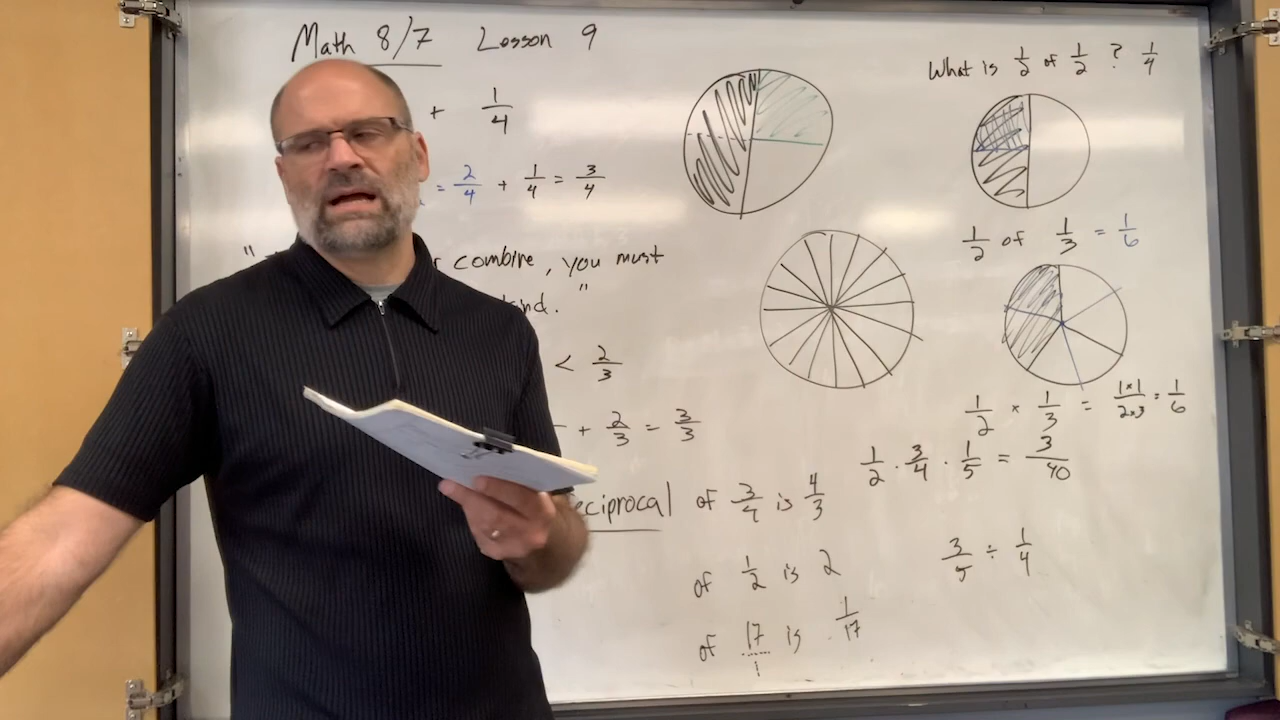 Math 8/7 Lesson 9
+ 1/4
= 2/4 + 1/4 = 3/4
" combine, you must
."
< 2/3
+ 2/3 = 3/3
eciprocal of 3/4 is 4/3
of 1/2 is 2
of 17/1 is 1/17
What is 1/2 of 1/2 ? 1/4
1/2 of 1/3 = 1/6
1/2 × 1/3 = 1×1/2×3 = 1/6
1/2 · 3/4 · 1/5 = 3/40
3/5 ÷ 1/4